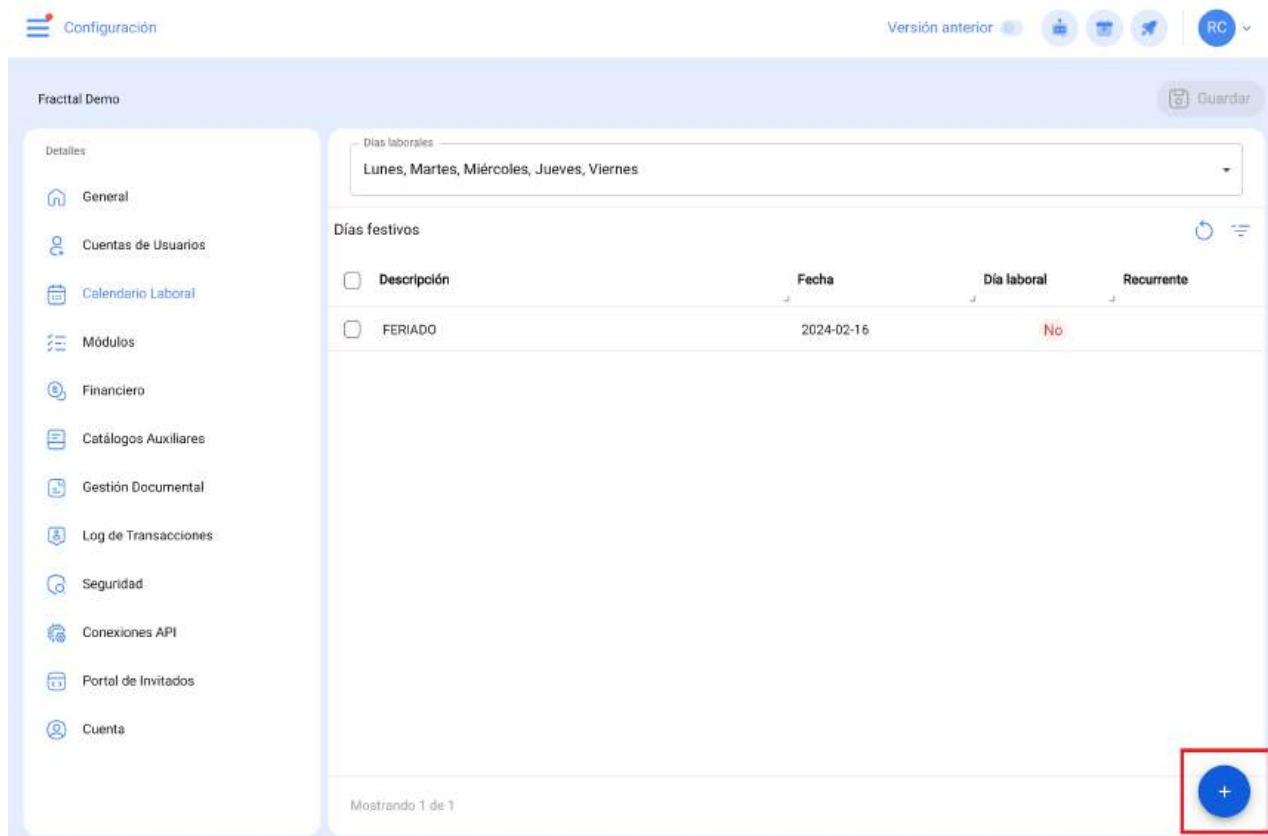 Configuración
Versión anterior
RC
Fracttal Demo
Guardar
Detalles
General
Cuentas de Usuarios
Calendario Laboral
Módulos
Financiero
Catálogos Auxiliares
Gestión Documental
Log de Transacciones
Seguridad
Conexiones API
Portal de Invitados
Cuenta
Días laborales
Lunes, Martes, Miércoles, Jueves, Viernes
Días festivos
Descripción Fecha Día laboral Recurrente
FERIADO 2024-02-16 No
Mostrando 1 de 1
+